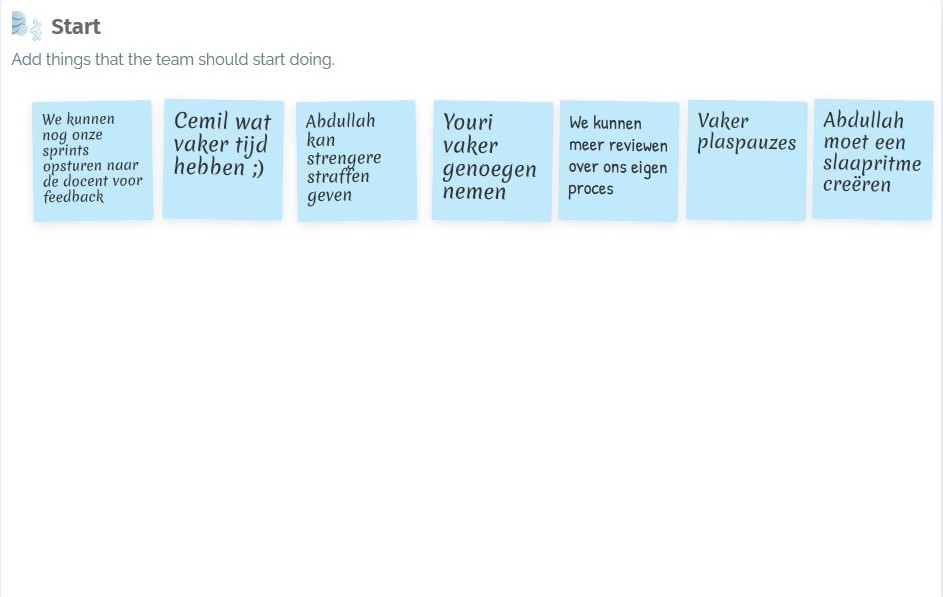 Start
Add things that the team should start doing.
We kunnen
nog onze
sprints
opsturen naar
de docent voor
feedback
Cemil wat
vaker tijd
hebben ;)
Abdullah
kan
strengere
straffen
geven
Youri
vaker
genoegen
nemen
We kunnen
meer reviewen
over ons eigen
proces
Vaker
plaspauzes
Abdullah
moet een
slaapritme
creëren